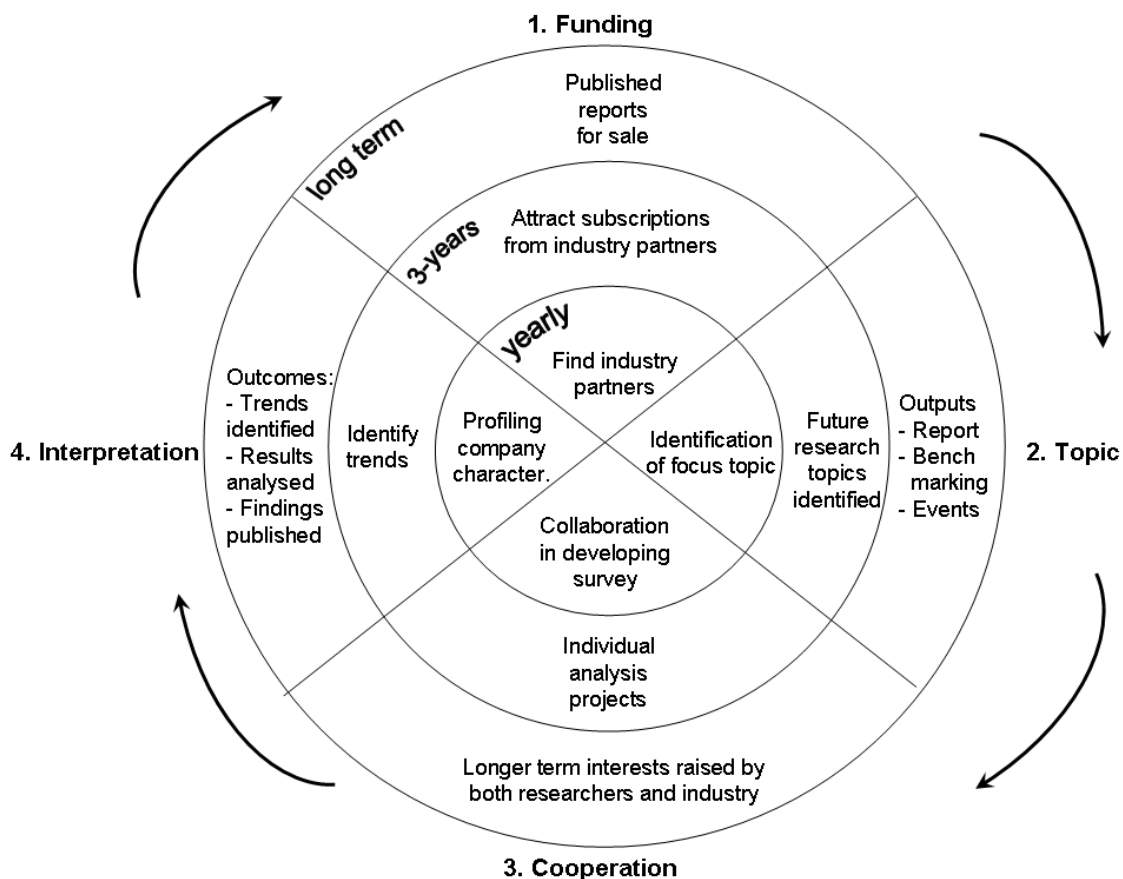 1. Funding
Published
reports
for sale
long term
Attract subscriptions
from industry partners
3-years
yearly
Find industry
partners
4. Interpretation
Outcomes:
- Trends
identified
- Results
analysed
- Findings
published
Identify
trends
Profiling
company
character.
Identification
of focus topic
Future
research
topics
identified
Outputs
- Report
- Bench
marking
- Events
2. Topic
Collaboration
in developing
survey
Individual
analysis
projects
Longer term interests raised by
both researchers and industry
3. Cooperation